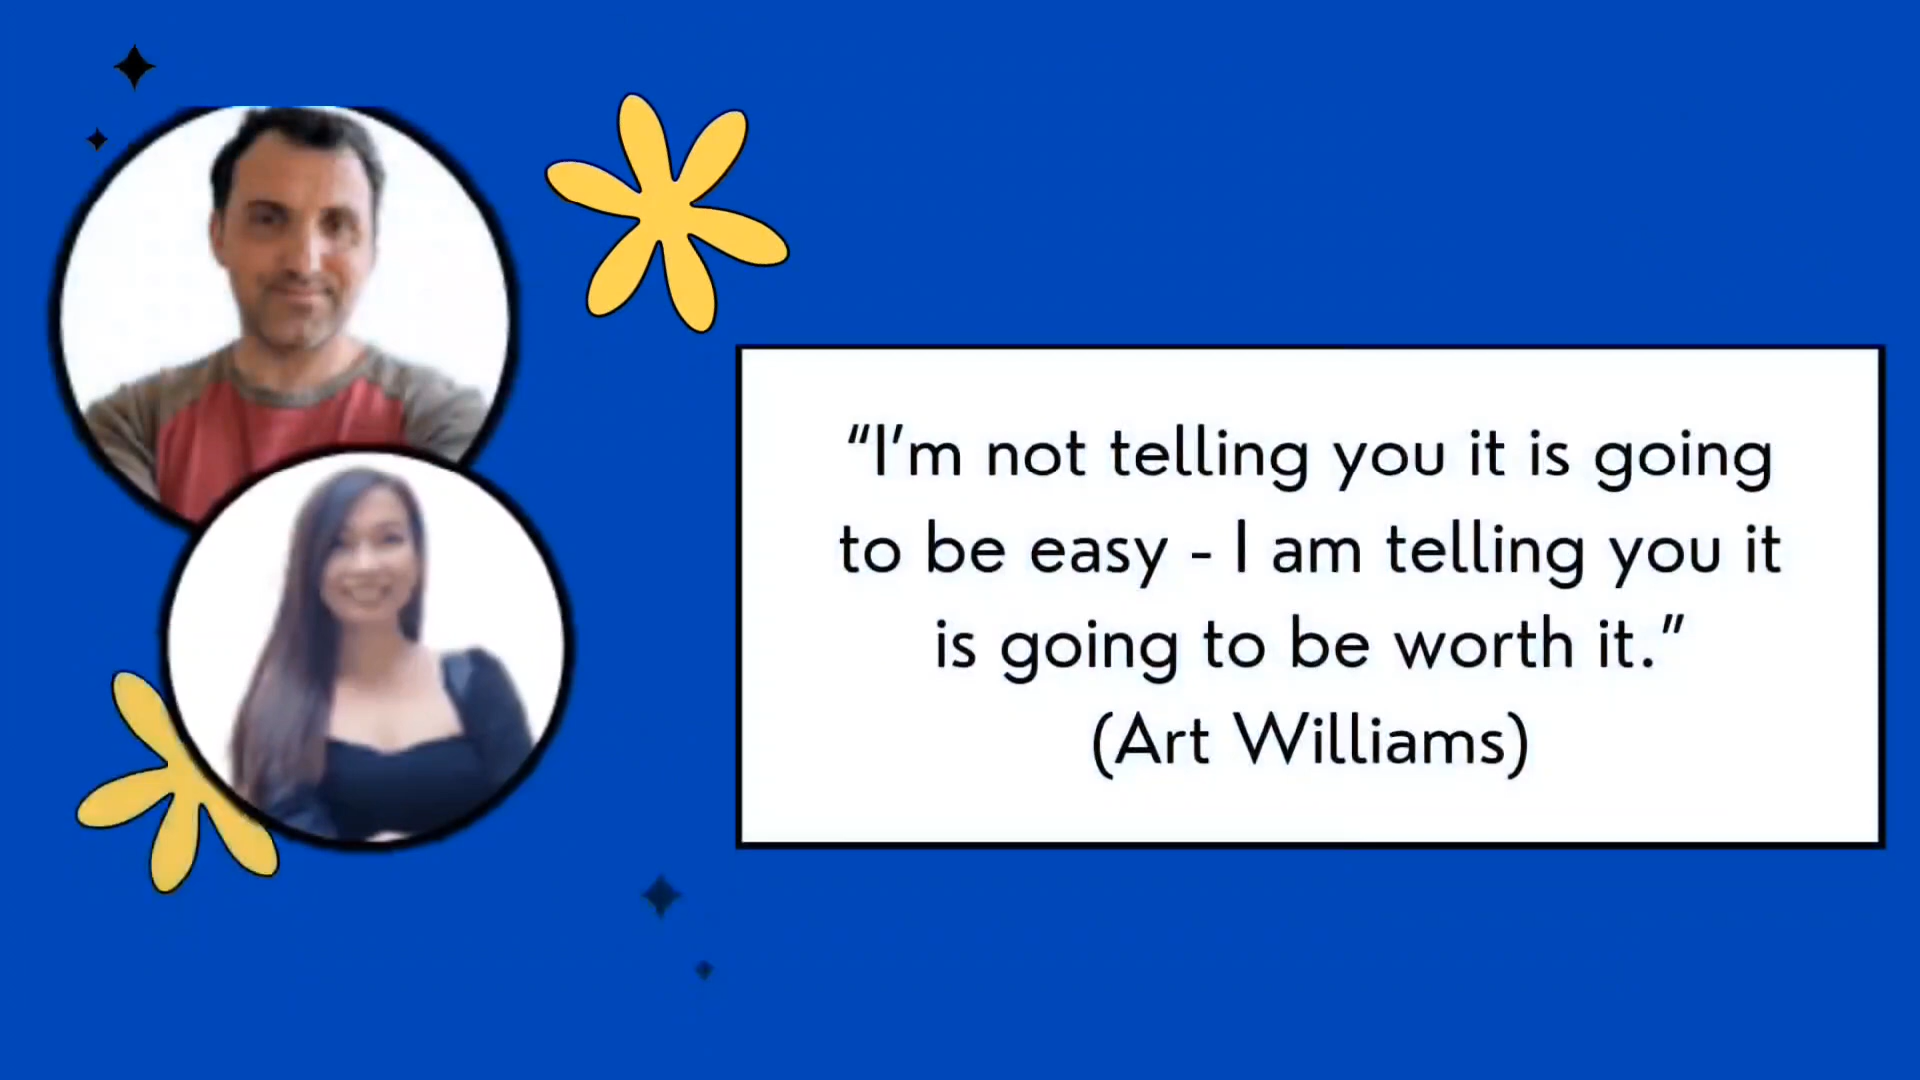 “I’m not telling you it is going
to be easy - I am telling you it
is going to be worth it.”
(Art Williams)